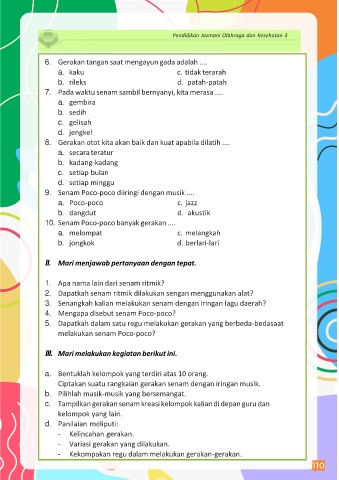 Pendidikan Jasmani Olahraga dan Kesehatan 3
6. Gerakan tangan saat mengayun gada adalah ....
a. kaku c. tidak terarah
b. rileks d. patah-patah
7. Pada waktu senam sambil bernyanyi, kita merasa ....
a. gembira
b. sedih
c. gelisah
d. jengkel
8. Gerakan otot kita akan baik dan kuat apabila dilatih ....
a. secara teratur
b. kadang-kadang
c. setiap bulan
d. setiap minggu
9. Senam Poco-poco diiringi dengan musik ....
a. Poco-poco c. jazz
b. dangdut d. akustik
10. Senam Poco-poco banyak gerakan ....
a. melompat c. melangkah
b. jongkok d. berlari-lari
II. Mari menjawab pertanyaan dengan tepat.
1. Apa nama lain dari senam ritmik?
2. Dapatkah senam ritmik dilakukan sengan menggunakan alat?
3. Senangkah kalian melakukan senam dengan iringan lagu daerah?
4. Mengapa disebut senam Poco-poco?
5. Dapatkah dalam satu regu melakukan gerakan yang berbeda-bedasaat
melakukan senam Poco-poco?
III. Mari melakukan kegiatan berikut ini.
a. Bentuklah kelompok yang terdiri atas 10 orang.
Ciptakan suatu rangkaian gerakan senam dengan iringan musik.
b. Pilihlah musik-musik yang bersemangat.
c. Tampilkan gerakan senam kreasi kelompok kalian di depan guru dan
kelompok yang lain.
d. Panilaian meliputi:
- Kelincahan gerakan.
- Variasi gerakan yang dilakukan.
- Kekompakan regu dalam melakukan gerakan-gerakan.
110